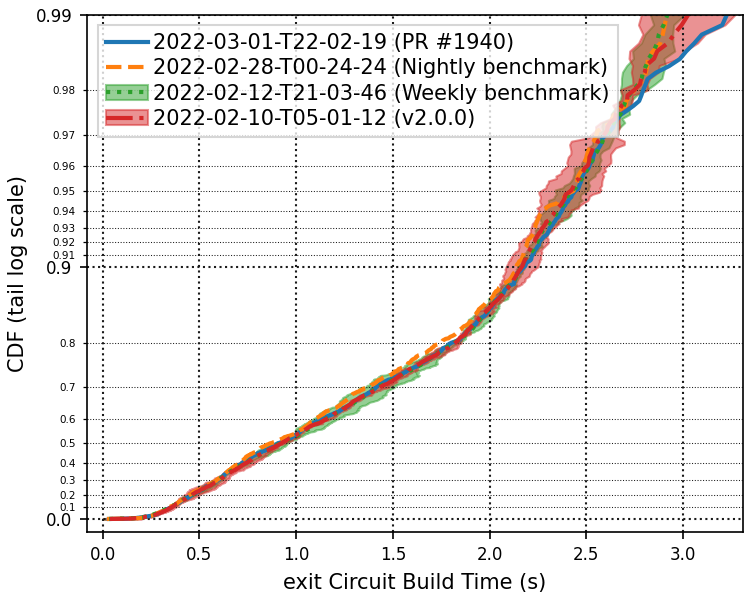 0.99
2022-03-01-T22-02-19 (PR #1940)
2022-02-28-T00-24-24 (Nightly benchmark)
2022-02-12-T21-03-46 (Weekly benchmark)
2022-02-10-T05-01-12 (v2.0.0)
0.98
0.97
0.96
0.95
0.94
0.93
0.92
0.91
0.9
0.8
0.7
0.6
0.5
0.4
0.3
0.2
0.1
0.0
CDF (tail log scale)
0.0 0.5 1.0 1.5 2.0 2.5 3.0
exit Circuit Build Time (s)